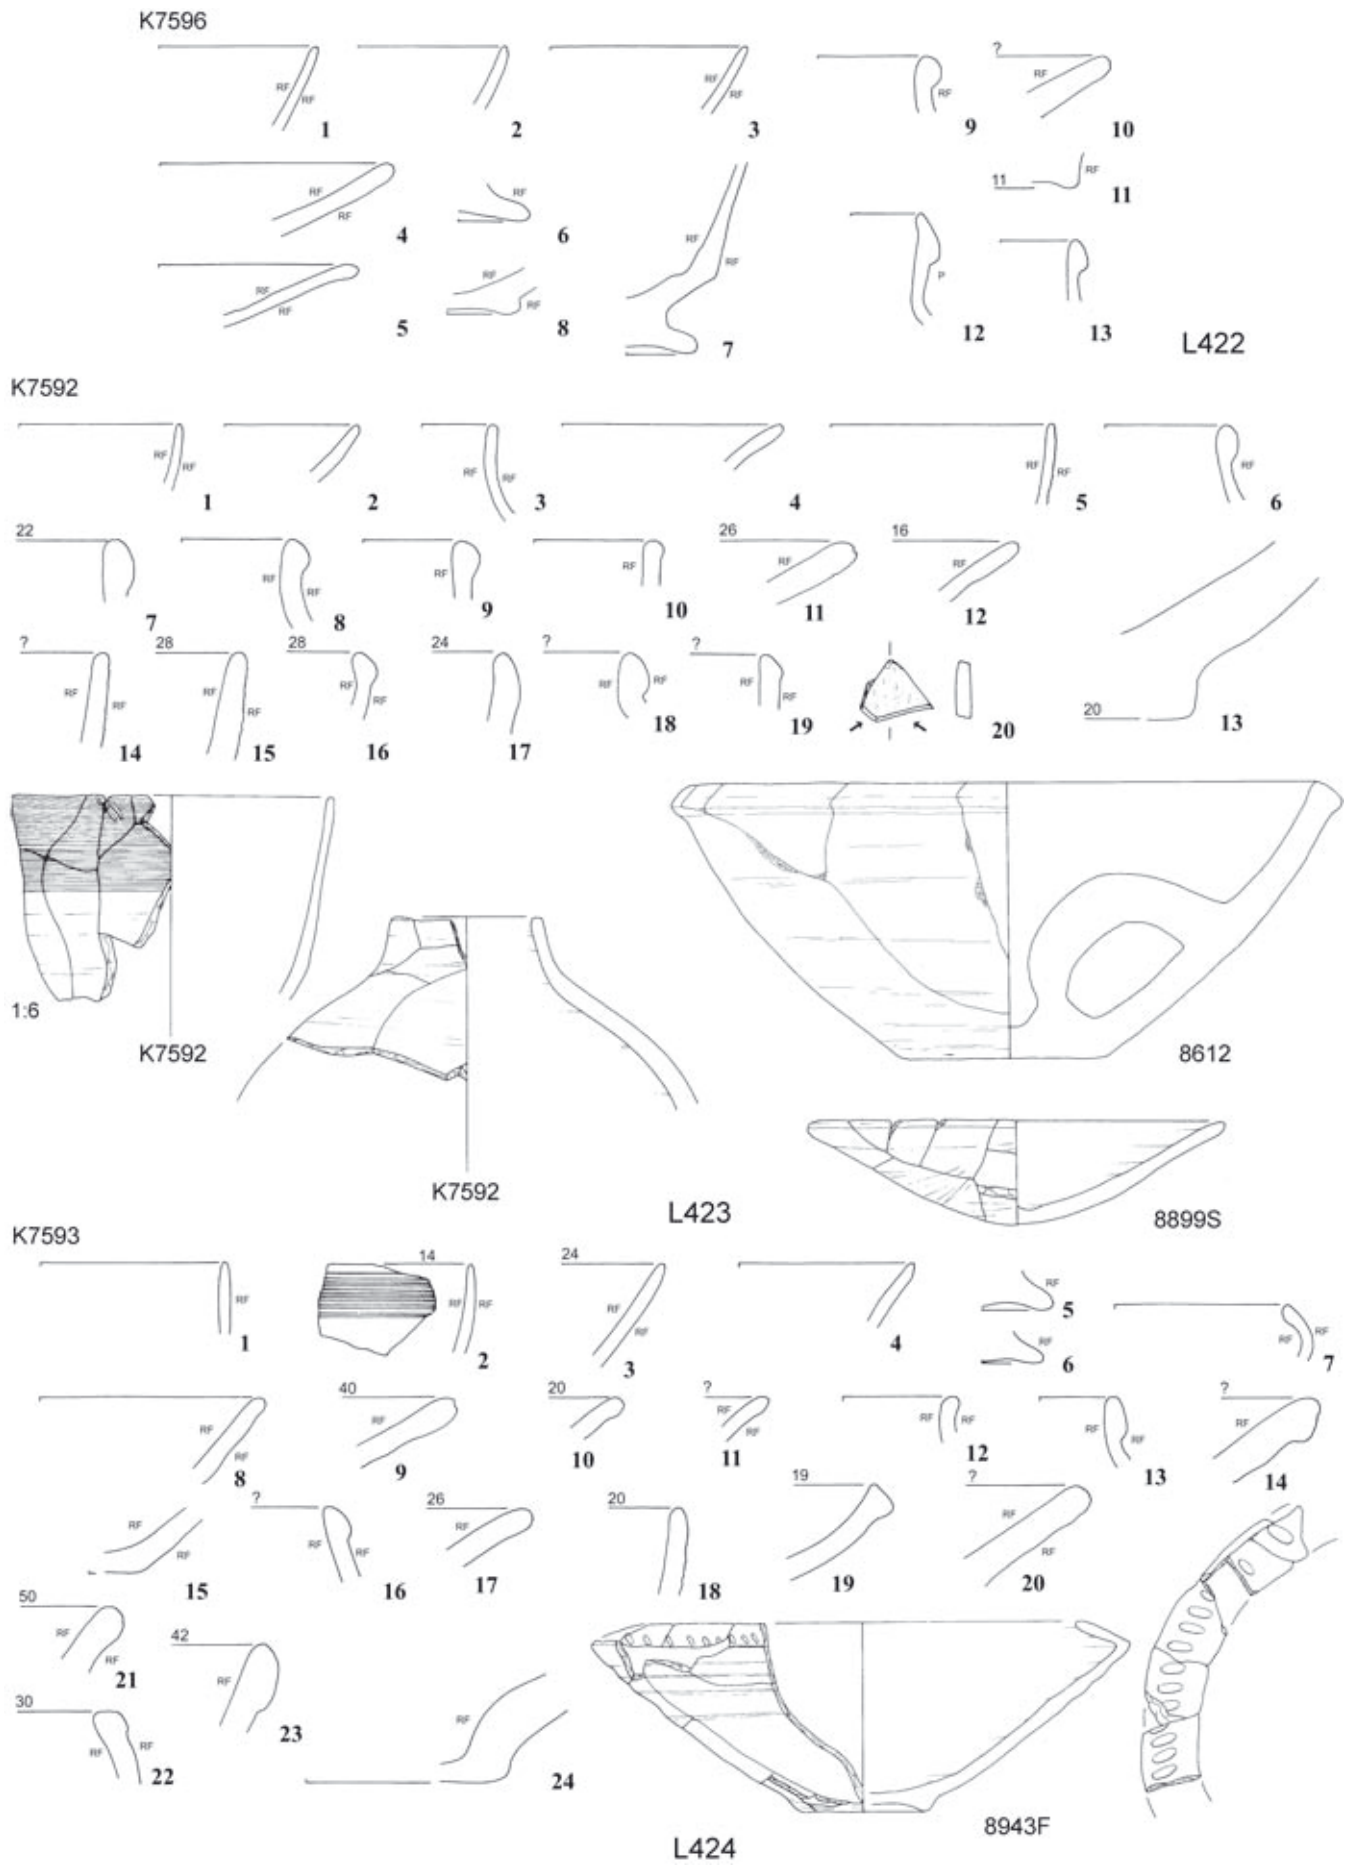 K7596
RF RF 1
2
RF RF 3
RF 9
? RF 10
RF RF 4
RF 6
RF RF 7
11 RF 11
RF RF 5
RF RF 8
P 12
13
L422
K7592
RF RF 1
2
RF RF 3
4
RF RF 5
RF 6
22 7
RF RF 8
RF 9
RF 10
26 RF 11
16 RF 12
20 13
? RF RF 14
28 RF RF 15
28 RF RF 16
24 17
? RF RF 18
? RF RF 19
20
1:6
K7592
K7592
8612
8899S
L423
K7593
RF 1
14 RF RF 2
24 RF RF 3
4
RF 5
RF 6
RF RF 7
RF RF 8
40 RF 9
20 10
? RF RF 11
RF RF 12
RF 13
? RF 14
RF RF 15
? RF RF 16
26 RF 17
20 18
19 19
? RF RF 20
50 RF RF 21
30 RF RF 22
42 RF 23
RF 24
8943F
L424